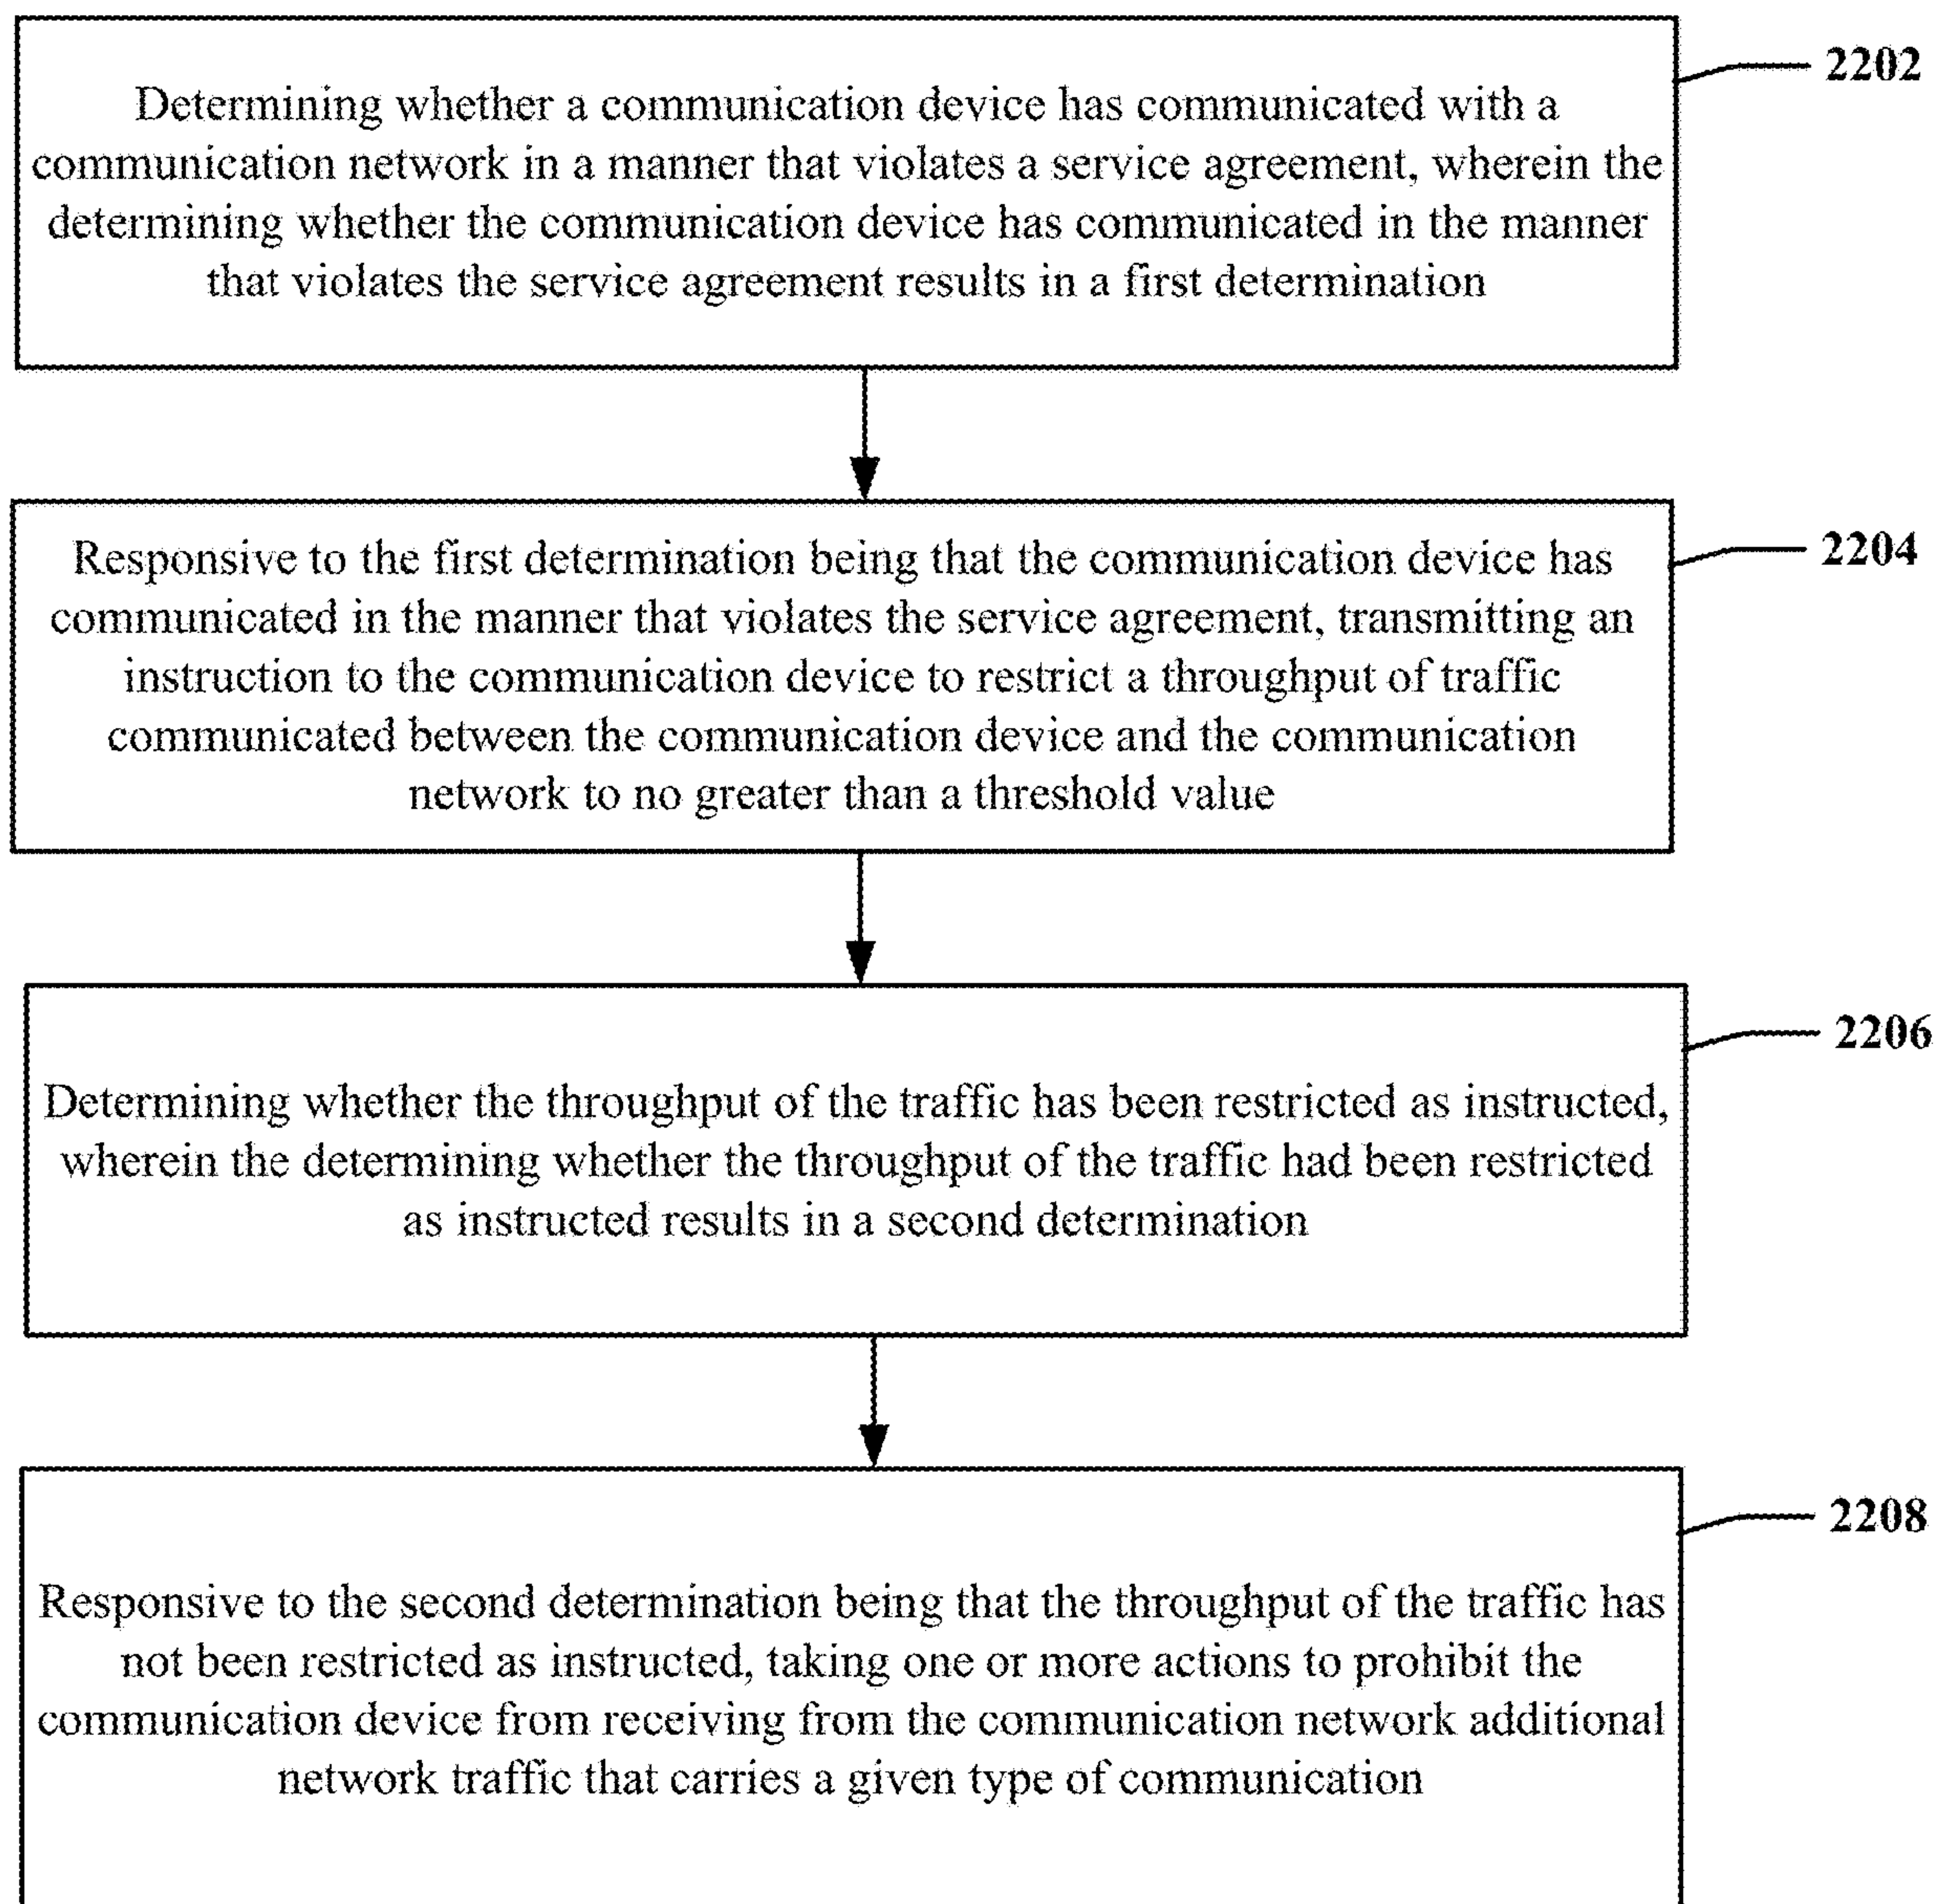 Determining whether a communication device has communicated with a
communication network in a manner that violates a service agreement, wherein the
determining whether the communication device has communicated in the manner
that violates the service agreement results in a first determination
2202
Responsive to the first determination being that the communication device has
communicated in the manner that violates the service agreement, transmitting an
instruction to the communication device to restrict a throughput of traffic
communicated between the communication device and the communication
network to no greater than a threshold value
2204
Determining whether the throughput of the traffic has been restricted as instructed,
wherein the determining whether the throughput of the traffic had been restricted
as instructed results in a second determination
2206
Responsive to the second determination being that the throughput of the traffic has
not been restricted as instructed, taking one or more actions to prohibit the
communication device from receiving from the communication network additional
network traffic that carries a given type of communication
2208